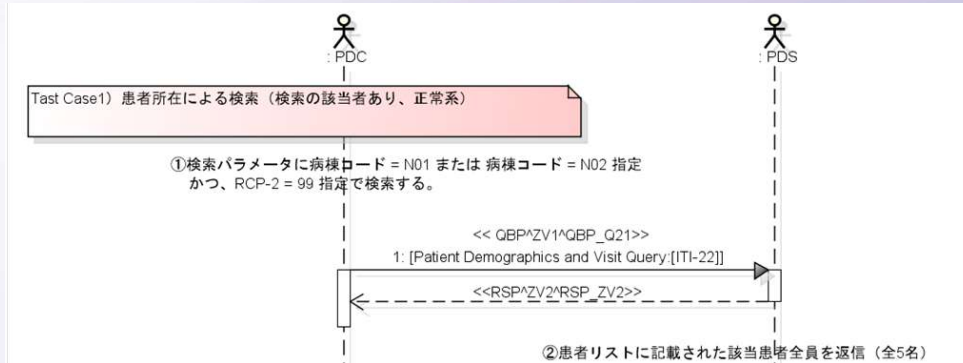 : PDC
: PDS
Tast Case1）患者所在による検索（検索の該当者あり、正常系）
①検索パラメータに病棟コード = N01 または 病棟コード = N02 指定
かつ、RCP-2 = 99 指定で検索する。
<< QBP^ZV1^QBP_Q21>>
1: [Patient Demographics and Visit Query:[ITI-22]]
<<RSP^ZV2^RSP_ZV2>>
②患者リストに記載された該当患者全員を返信（全5名）